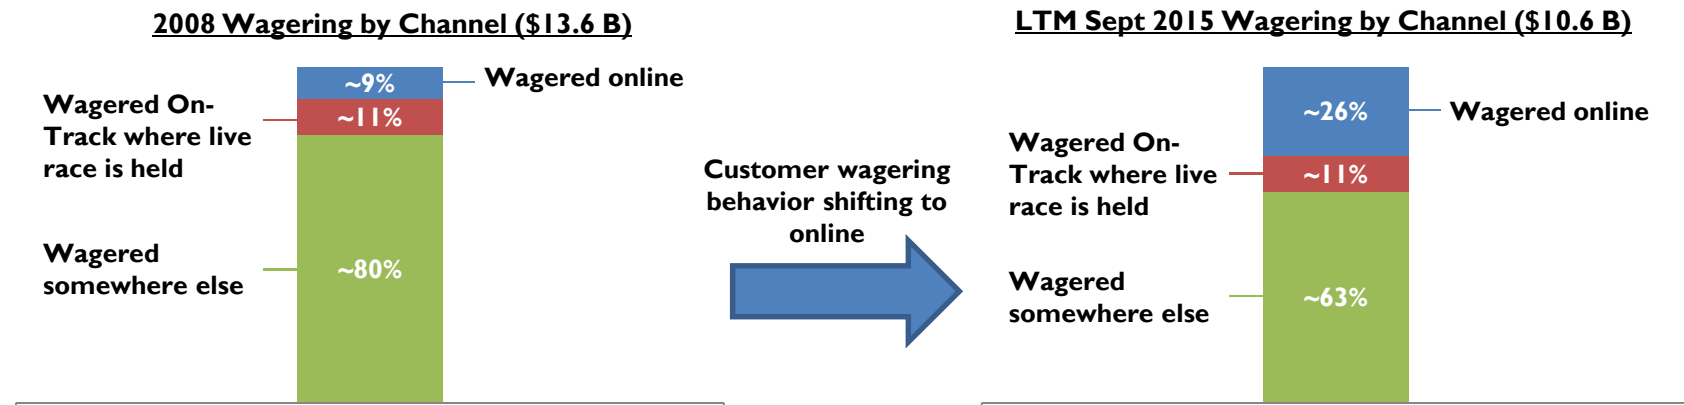 2008 Wagering by Channel ($13.6 B)
~9%
Wagered online
Wagered On-
Track where live
race is held
~11%
Wagered
somewhere else
~80%
Customer wagering
behavior shifting to
online
LTM Sept 2015 Wagering by Channel ($10.6 B)
~26%
Wagered online
Wagered On-
Track where live
race is held
~11%
Wagered
somewhere else
~63%